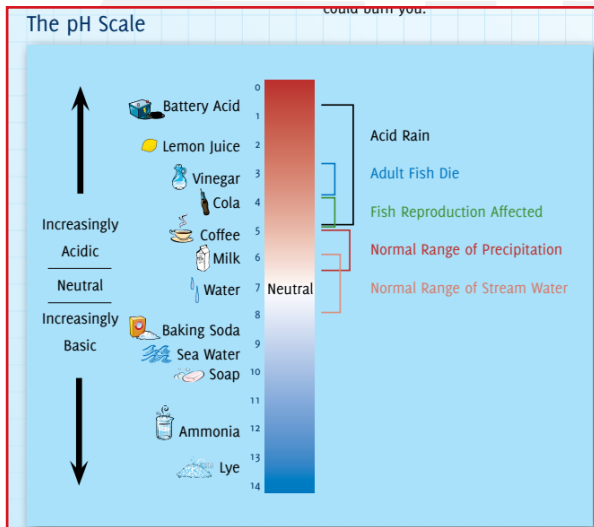 could burn you.
The pH Scale
0
Battery Acid
1
Acid Rain
Lemon Juice
2
Vinegar
3
Adult Fish Die
Cola
4
Fish Reproduction Affected
Increasingly
Acidic
Coffee
5
Normal Range of Precipitation
Milk
6
Neutral
Water
7
Neutral
Normal Range of Stream Water
Increasingly
Basic
8
Baking Soda
9
Sea Water
Soap
10
11
Ammonia
12
13
Lye
14